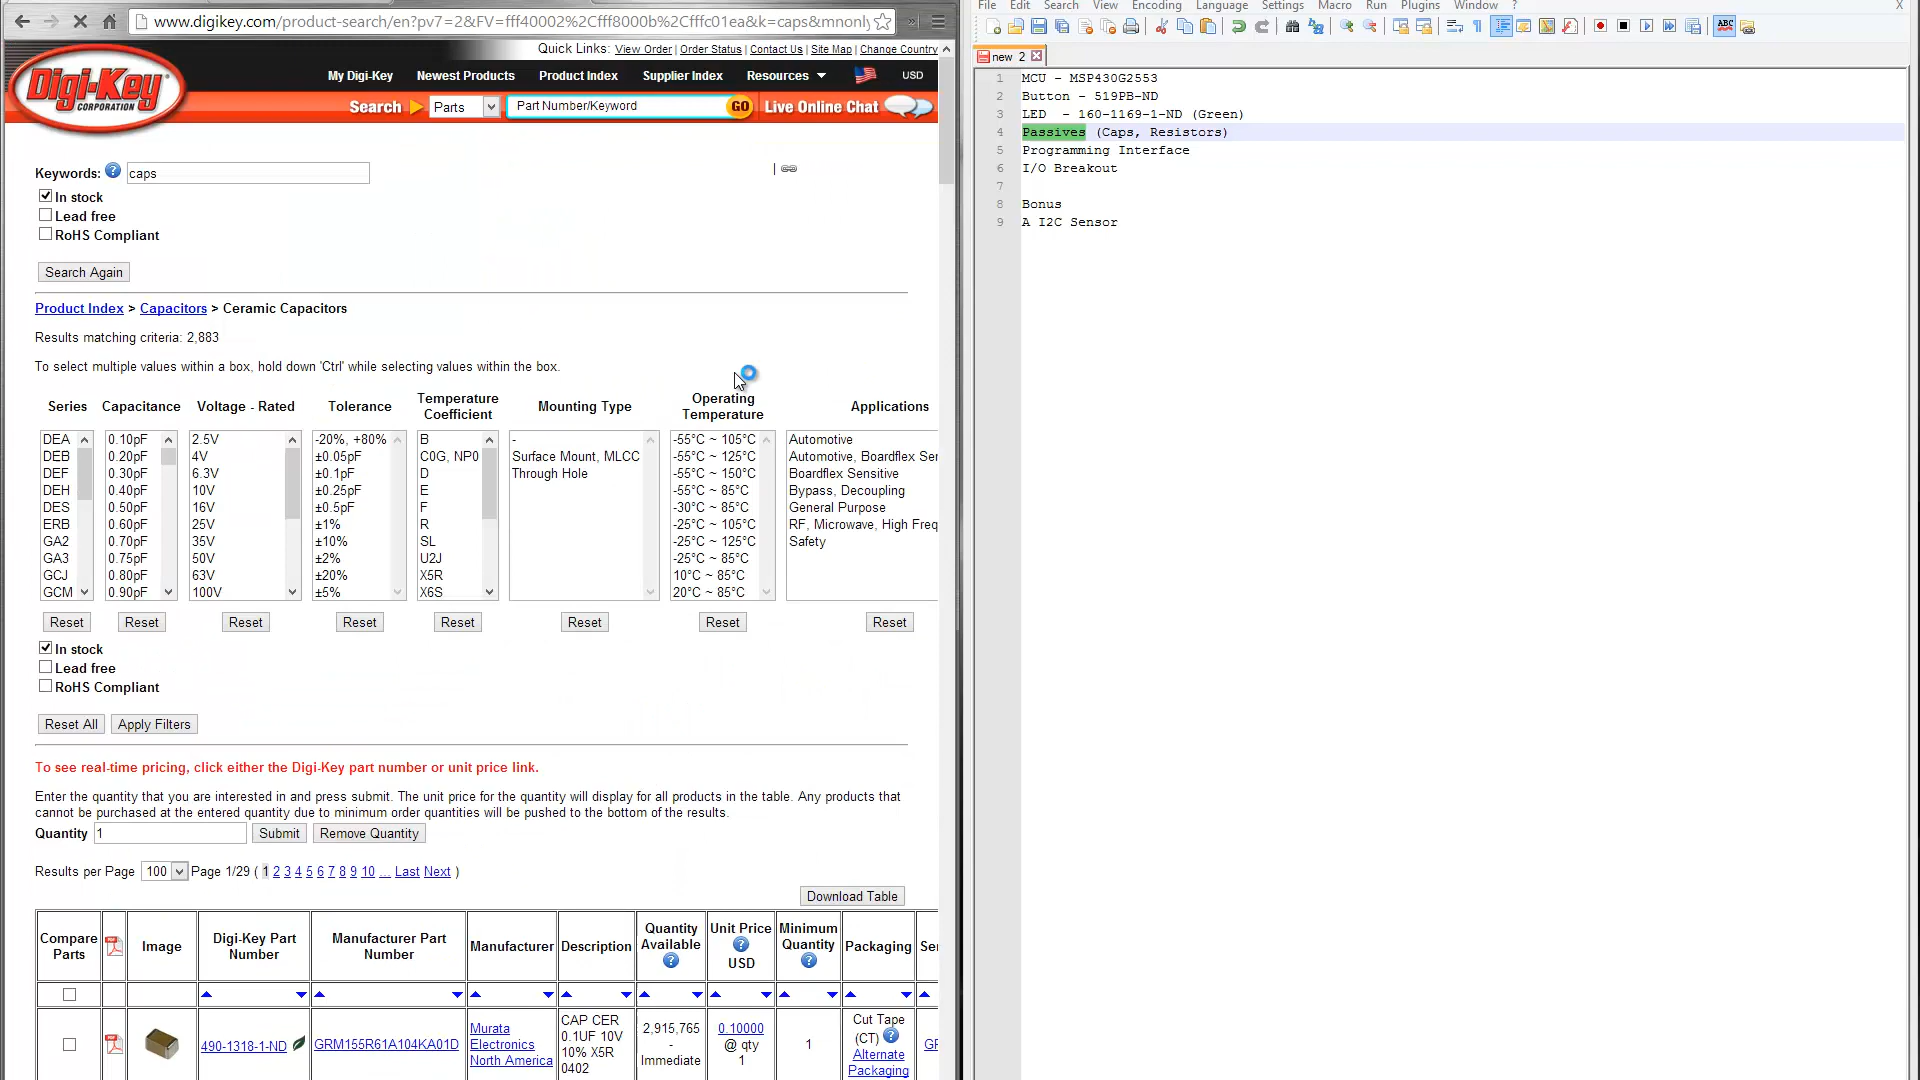 www.digikey.com/product-search/en?pv7=2&FV=fff40002%2Cfff8000b%2Cfffc01ea&k=caps&mnonly
»
Quick Links: View Order | Order Status | Contact Us | Site Map | Change Country
Digi-Key
CORPORATION
My Digi-Key Newest Products Product Index Supplier Index Resources USD
Search Parts Part Number/Keyword GO Live Online Chat
Keywords: ? caps |
In stock
Lead free
RoHS Compliant
Search Again
Product Index > Capacitors > Ceramic Capacitors
Results matching criteria: 2,883
To select multiple values within a box, hold down 'Ctrl' while selecting values within the box.
Series Capacitance Voltage - Rated Tolerance Temperature Coefficient Mounting Type Operating Temperature Applications
DEA 0.10pF 2.5V -20%, +80% B - -55°C ~ 105°C Automotive
DEB 0.20pF 4V ±0.05pF C0G, NP0 Surface Mount, MLCC -55°C ~ 125°C Automotive, Boardflex Ser
DEF 0.30pF 6.3V ±0.1pF D Through Hole -55°C ~ 150°C Boardflex Sensitive
DEH 0.40pF 10V ±0.25pF E -55°C ~ 85°C Bypass, Decoupling
DES 0.50pF 16V ±0.5pF F -30°C ~ 85°C General Purpose
ERB 0.60pF 25V ±1% R -25°C ~ 105°C RF, Microwave, High Freq
GA2 0.70pF 35V ±10% SL -25°C ~ 125°C Safety
GA3 0.75pF 50V ±2% U2J -25°C ~ 85°C
GCJ 0.80pF 63V ±20% X5R 10°C ~ 85°C
GCM 0.90pF 100V ±5% X6S 20°C ~ 85°C
Reset Reset Reset Reset Reset Reset Reset Reset
In stock
Lead free
RoHS Compliant
Reset All Apply Filters
To see real-time pricing, click either the Digi-Key part number or unit price link.
Enter the quantity that you are interested in and press submit. The unit price for the quantity will display for all products in the table. Any products that
cannot be purchased at the entered quantity due to minimum order quantities will be pushed to the bottom of the results.
Quantity 1 Submit Remove Quantity
Results per Page 100 Page 1/29 ( 1 2 3 4 5 6 7 8 9 10 ... Last Next )
Download Table
Compare Parts Image Digi-Key Part Number Manufacturer Part Number Manufacturer Description Quantity Available ? Unit Price ? USD Minimum Quantity ? Packaging Ser
490-1318-1-ND GRM155R61A104KA01D Murata Electronics North America CAP CER 0.1UF 10V 10% X5R 0402 2,915,765 - Immediate 0.10000 @ qty 1 1 Cut Tape (CT) ? Alternate Packaging GF
File Edit Search View Encoding Language Settings Macro Run Plugins Window ? X
ABC
new 2
1 MCU - MSP430G2553
2 Button - 519PB-ND
3 LED - 160-1169-1-ND (Green)
4 Passives (Caps, Resistors)
5 Programming Interface
6 I/O Breakout
7
8 Bonus
9 A I2C Sensor